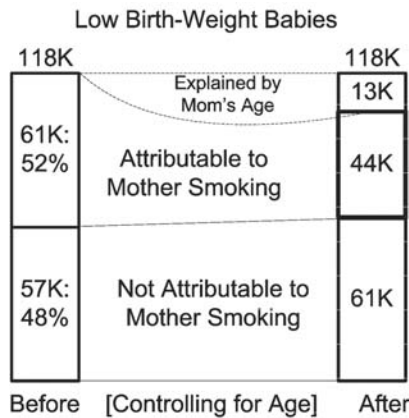 Low Birth-Weight Babies
118K
118K
Explained by
Mom's Age
13K
61K:
52%
Attributable to
Mother Smoking
44K
57K:
48%
Not Attributable to
Mother Smoking
61K
Before [Controlling for Age] After